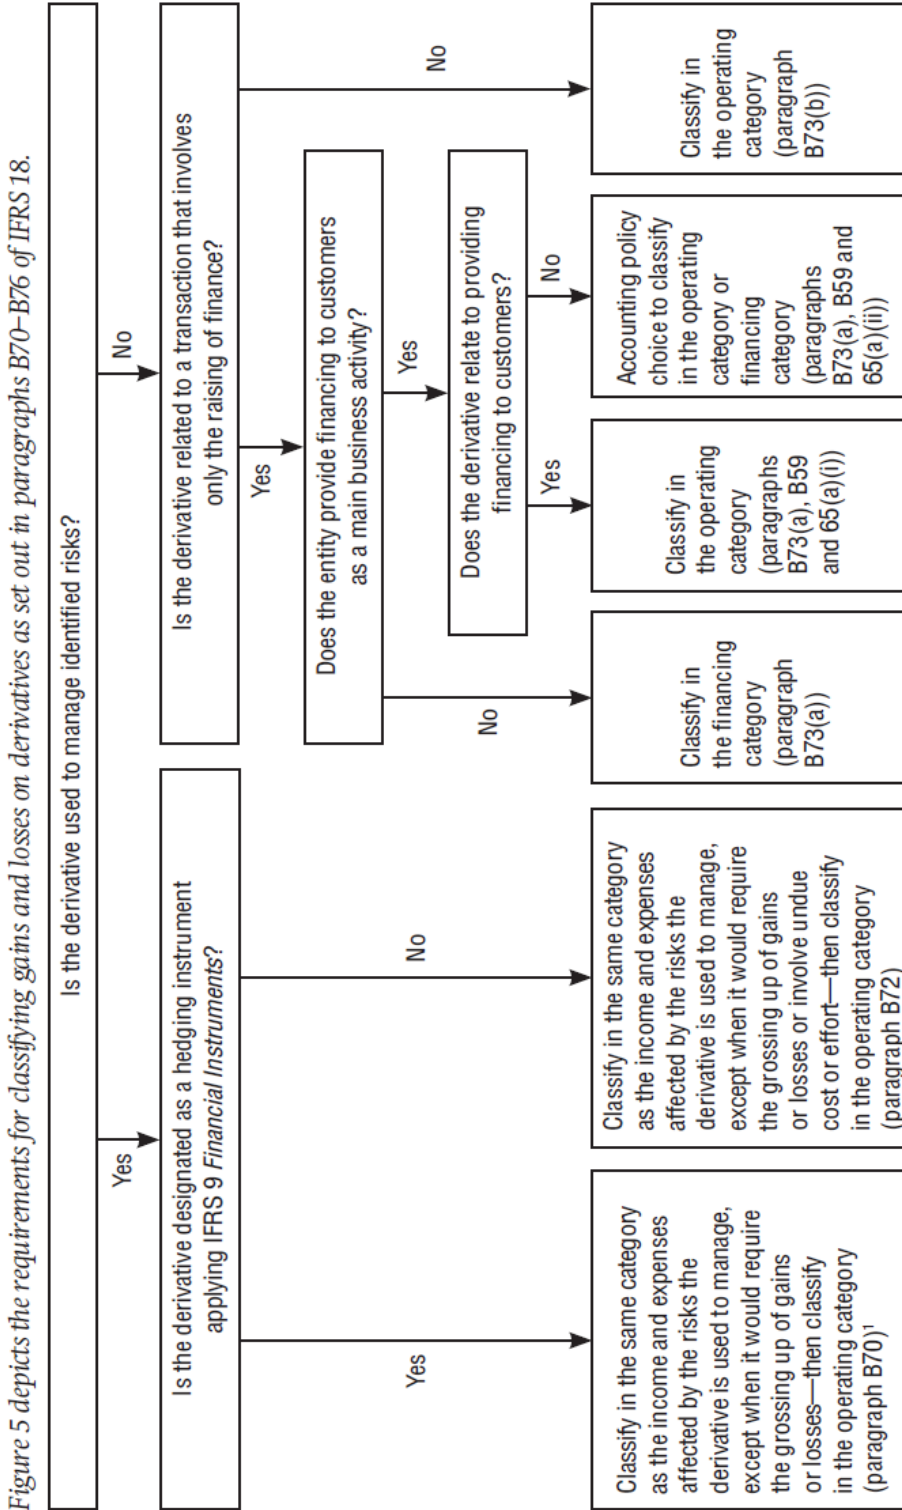 Figure 5 depicts the requirements for classifying gains and losses on derivatives as set out in paragraphs B70–B76 of IFRS 18.
Is the derivative used to manage identified risks?
Yes
No
Is the derivative designated as a hedging instrument
applying IFRS 9 Financial Instruments?
Is the derivative related to a transaction that involves
only the raising of finance?
Yes
No
Does the entity provide financing to customers
as a main business activity?
Yes
No
Does the derivative relate to providing
financing to customers?
Yes
No
Yes
No
Classify in the same category
as the income and expenses
affected by the risks the
derivative is used to manage,
except when it would require
the grossing up of gains
or losses—then classify
in the operating category
(paragraph B70)¹
Classify in the same category
as the income and expenses
affected by the risks the
derivative is used to manage,
except when it would require
the grossing up of gains
or losses or involve undue
cost or effort—then classify
in the operating category
(paragraph B72)
Classify in
the financing
category
(paragraph
B73(a))
Classify in
the operating
category
(paragraphs
B73(a), B59
and 65(a)(i))
Accounting policy
choice to classify
in the operating
category or
financing
category
(paragraphs
B73(a), B59 and
65(a)(ii))
Classify in
the operating
category
(paragraph
B73(b))